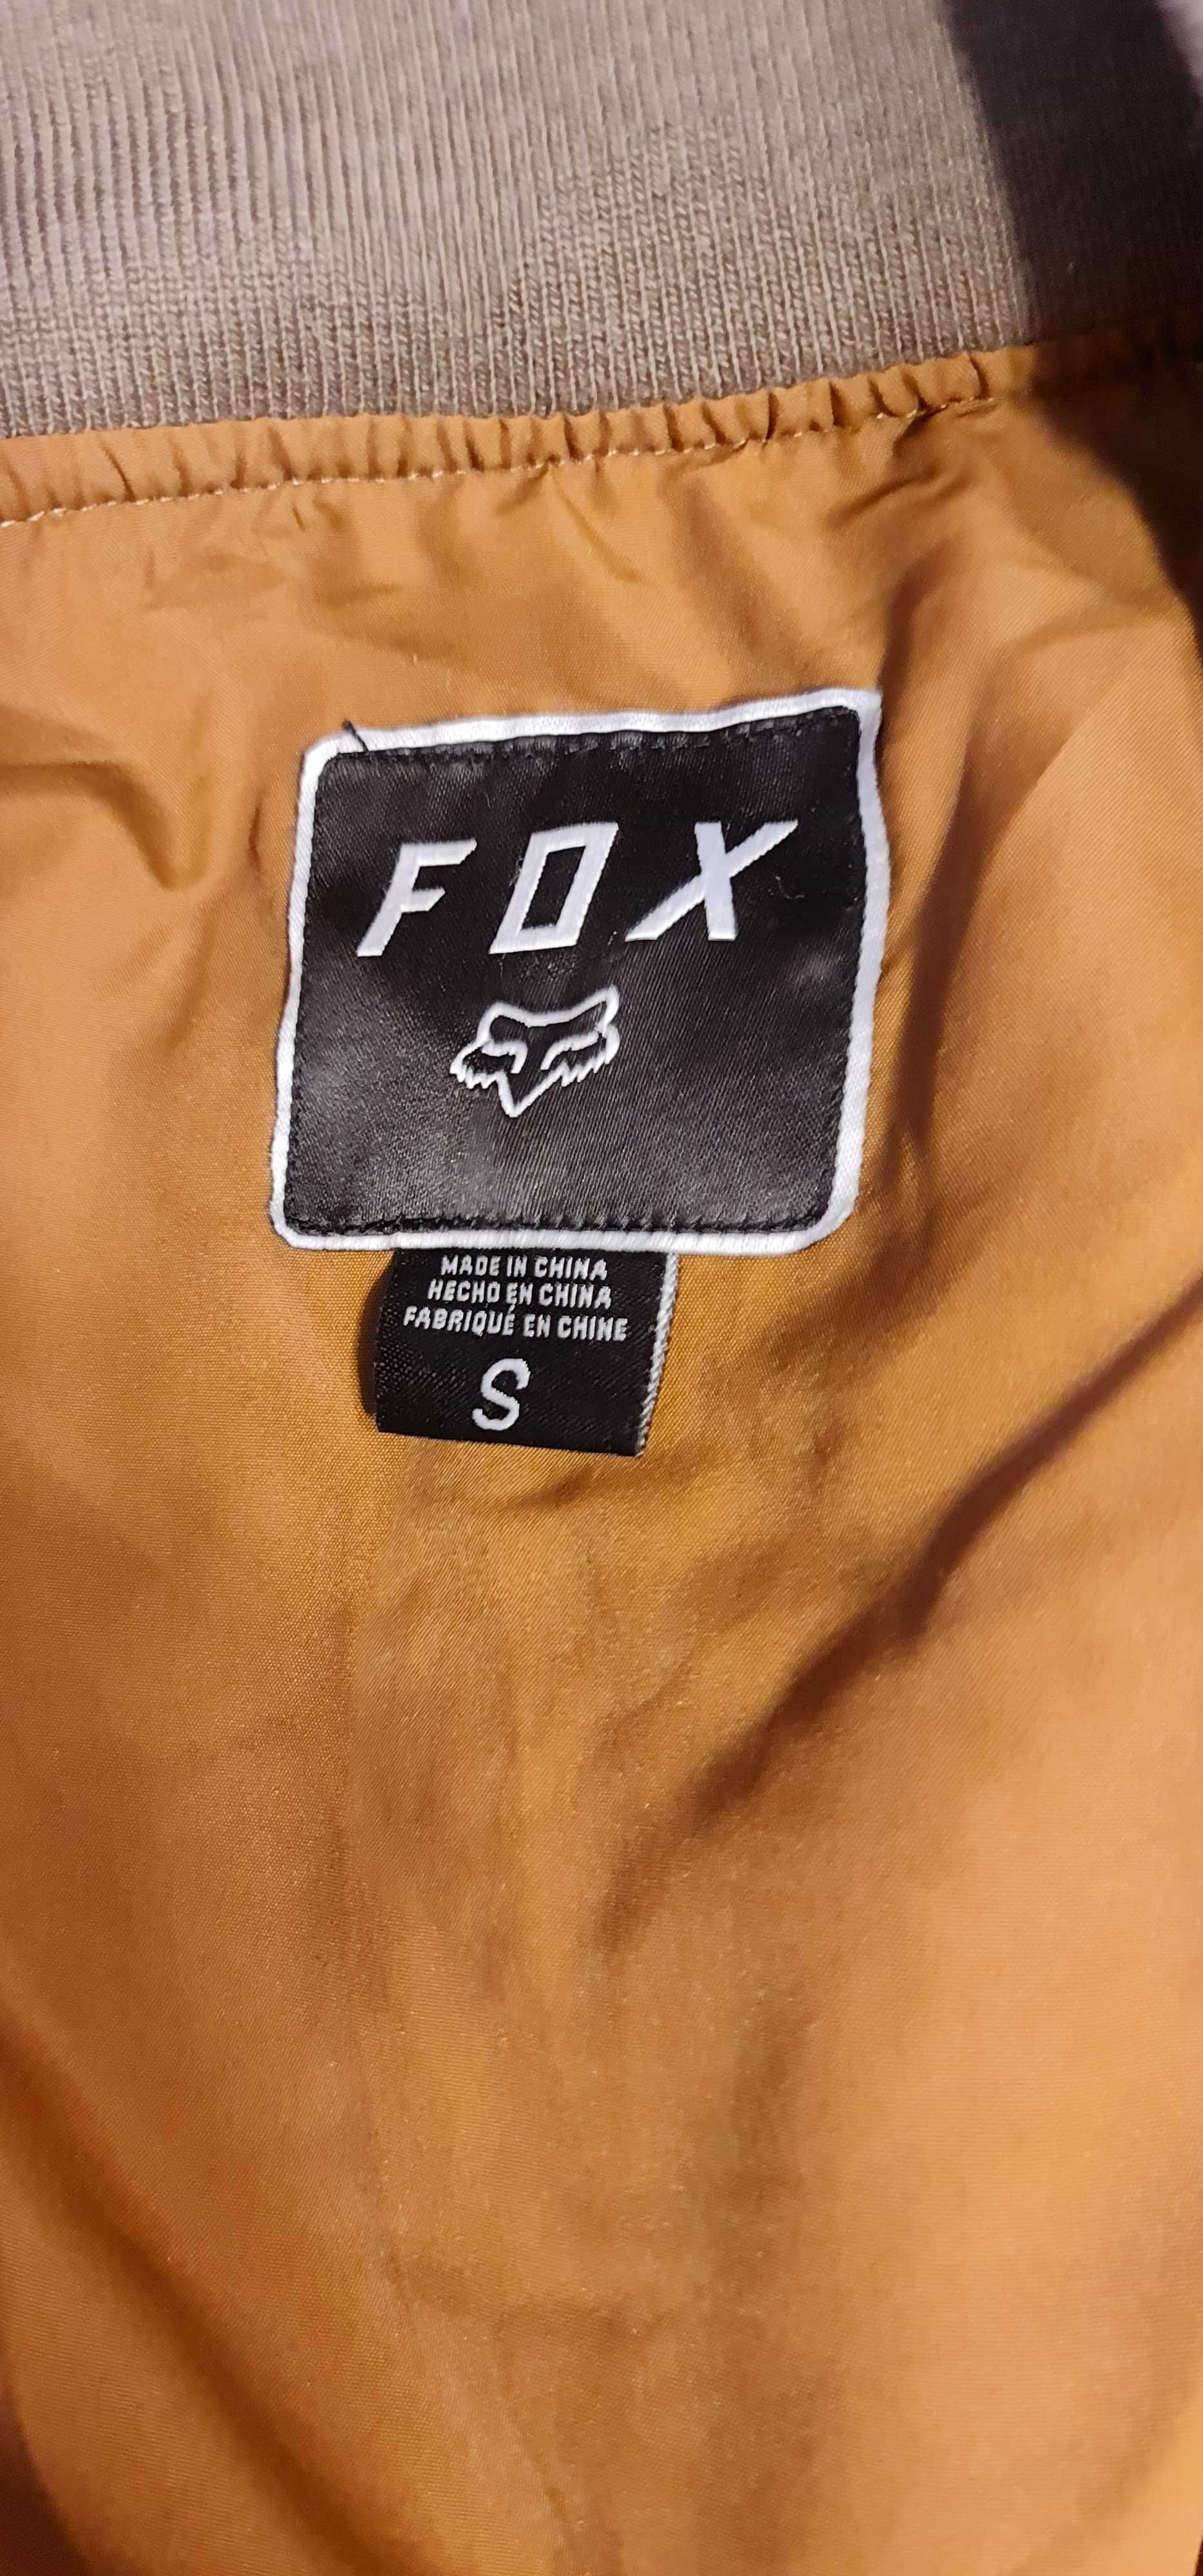 FOX
MADE IN CHINA
HECHO EN CHINA
FABRIQUÉ EN CHINE
S